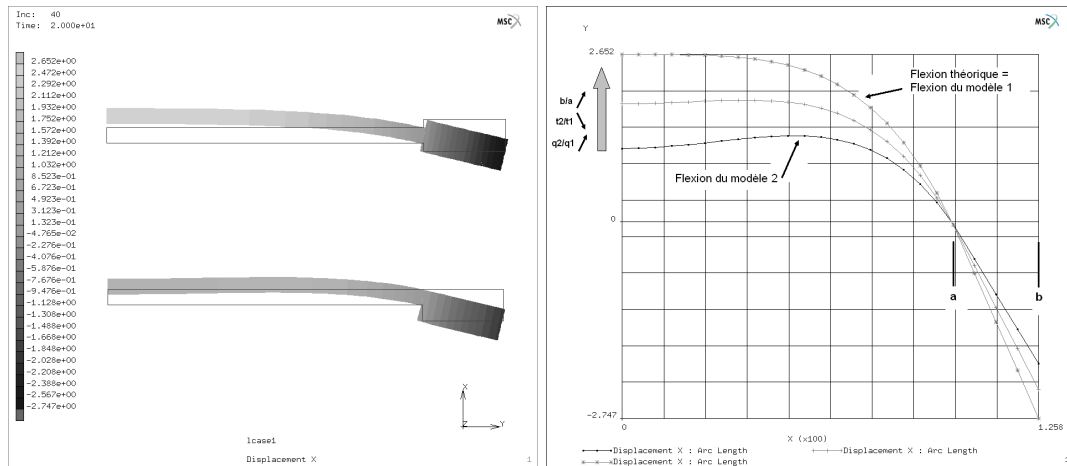 Inc: 40
Time: 2.000e+01
MSC
2.652e+00
2.472e+00
2.292e+00
2.112e+00
1.932e+00
1.752e+00
1.572e+00
1.392e+00
1.212e+00
1.032e+00
8.523e-01
6.723e-01
4.923e-01
3.123e-01
1.323e-01
-4.765e-02
-2.276e-01
-4.076e-01
-5.876e-01
-7.676e-01
-9.476e-01
-1.128e+00
-1.308e+00
-1.488e+00
-1.668e+00
-1.848e+00
-2.028e+00
-2.208e+00
-2.388e+00
-2.567e+00
-2.747e+00
X
Z
Y
lcase1
Displacement X
1
MSC
Y
2.652
b/a
t2/t1
q2/q1
Flexion théorique =
Flexion du modèle 1
Flexion du modèle 2
0
a
b
-2.747
0
1.258
X (x100)
Displacement X : Arc Length
Displacement X : Arc Length
Displacement X : Arc Length